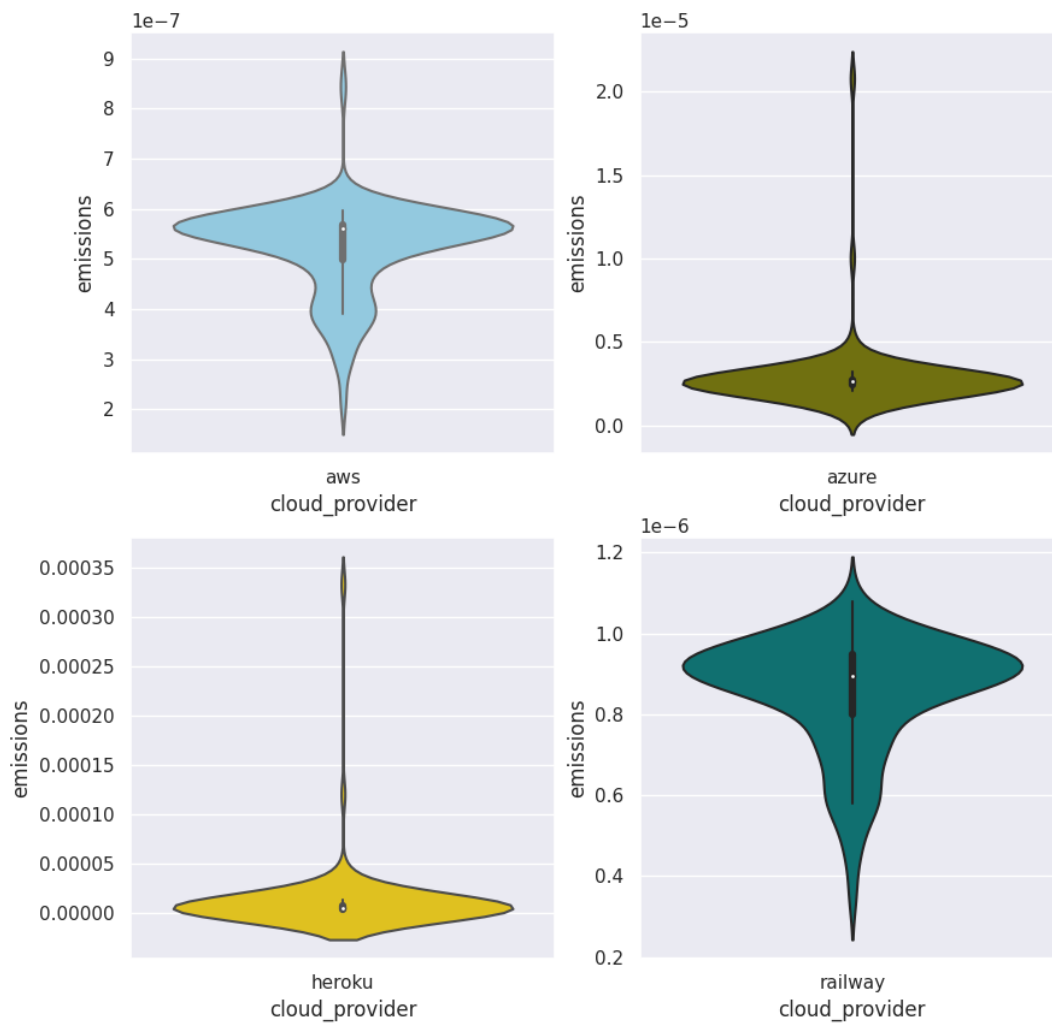 1e−7
9
8
7
6
5
4
3
2
emissions
aws
cloud_provider
1e−5
2.0
1.5
1.0
0.5
0.0
emissions
azure
cloud_provider
0.00035
0.00030
0.00025
0.00020
0.00015
0.00010
0.00005
0.00000
emissions
heroku
cloud_provider
1e−6
1.2
1.0
0.8
0.6
0.4
0.2
emissions
railway
cloud_provider